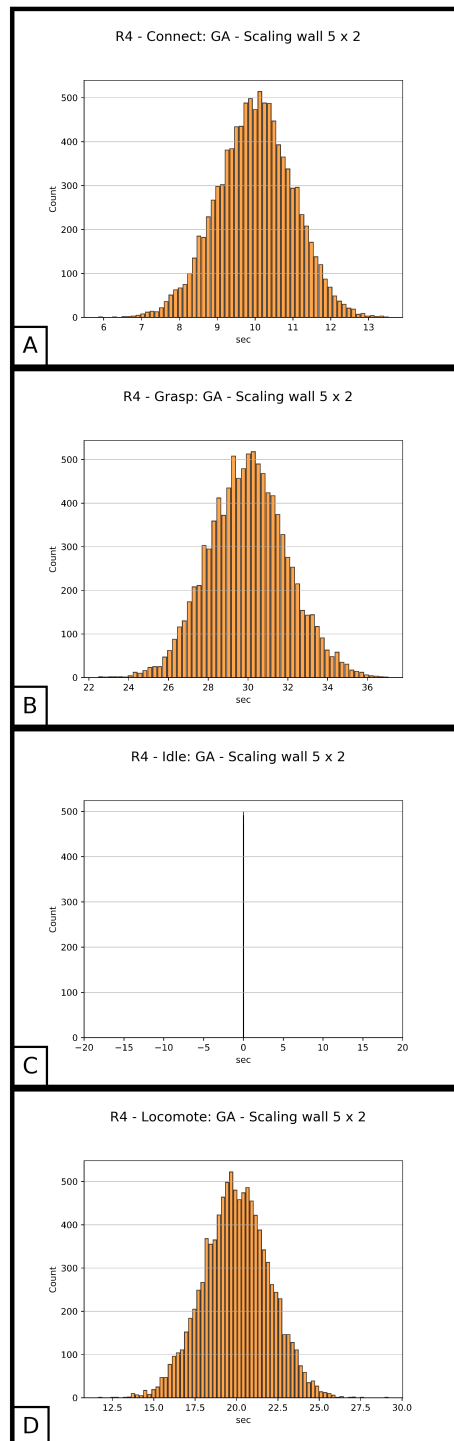 R4 - Connect: GA - Scaling wall 5 x 2
500
400
300
200
100
0
Count
6 7 8 9 10 11 12 13
sec
A
R4 - Grasp: GA - Scaling wall 5 x 2
500
400
300
200
100
0
Count
22 24 26 28 30 32 34 36
sec
B
R4 - Idle: GA - Scaling wall 5 x 2
500
400
300
200
100
0
Count
−20 −15 −10 −5 0 5 10 15 20
sec
C
R4 - Locomote: GA - Scaling wall 5 x 2
500
400
300
200
100
0
Count
12.5 15.0 17.5 20.0 22.5 25.0 27.5 30.0
sec
D